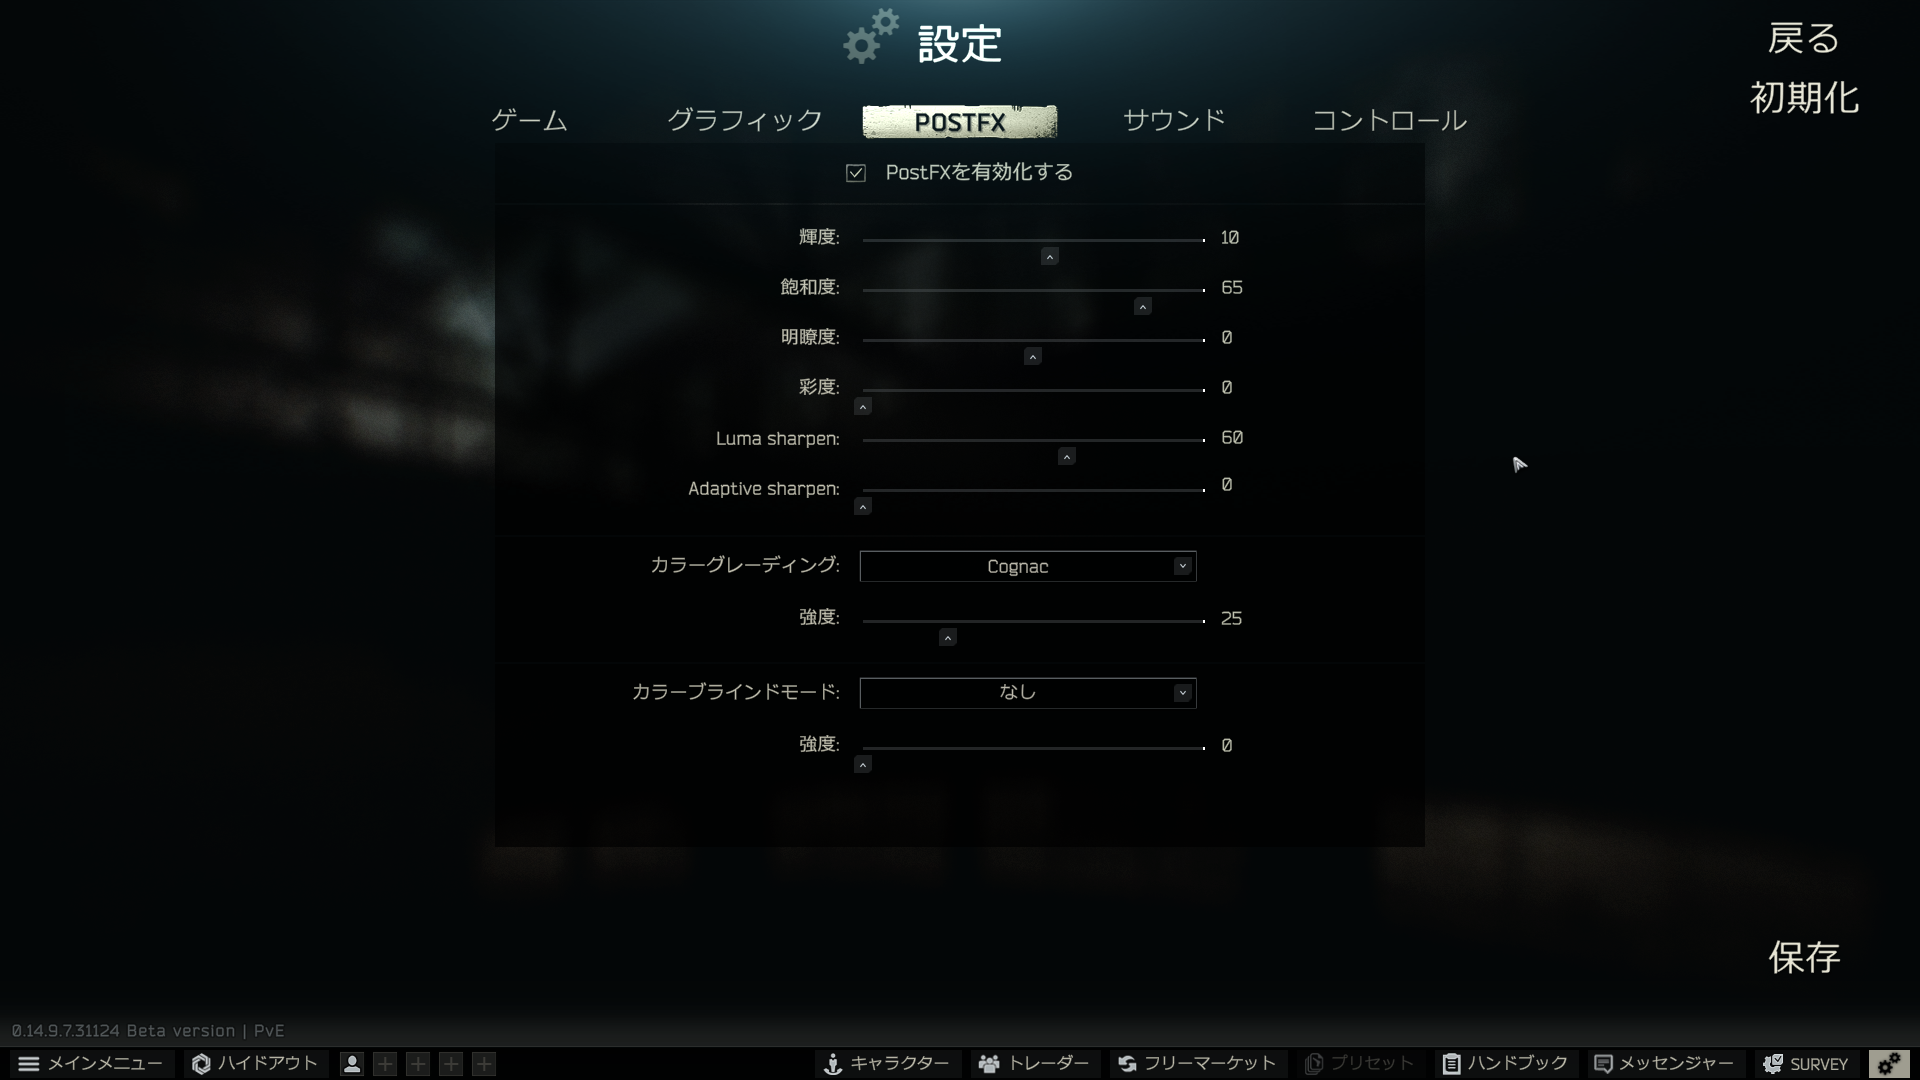 設定
戻る
初期化
ゲーム グラフィック POSTFX サウンド コントロール
PostFXを有効化する
輝度: 10
飽和度: 65
明瞭度: 0
彩度: 0
Luma sharpen: 60
Adaptive sharpen: 0
カラーグレーディング: Cognac
強度: 25
カラーブラインドモード: なし
強度: 0
保存
0.14.9.7.31124 Beta version | PvE
メインメニュー ハイドアウト キャラクター トレーダー フリーマーケット プリセット ハンドブック メッセンジャー SURVEY